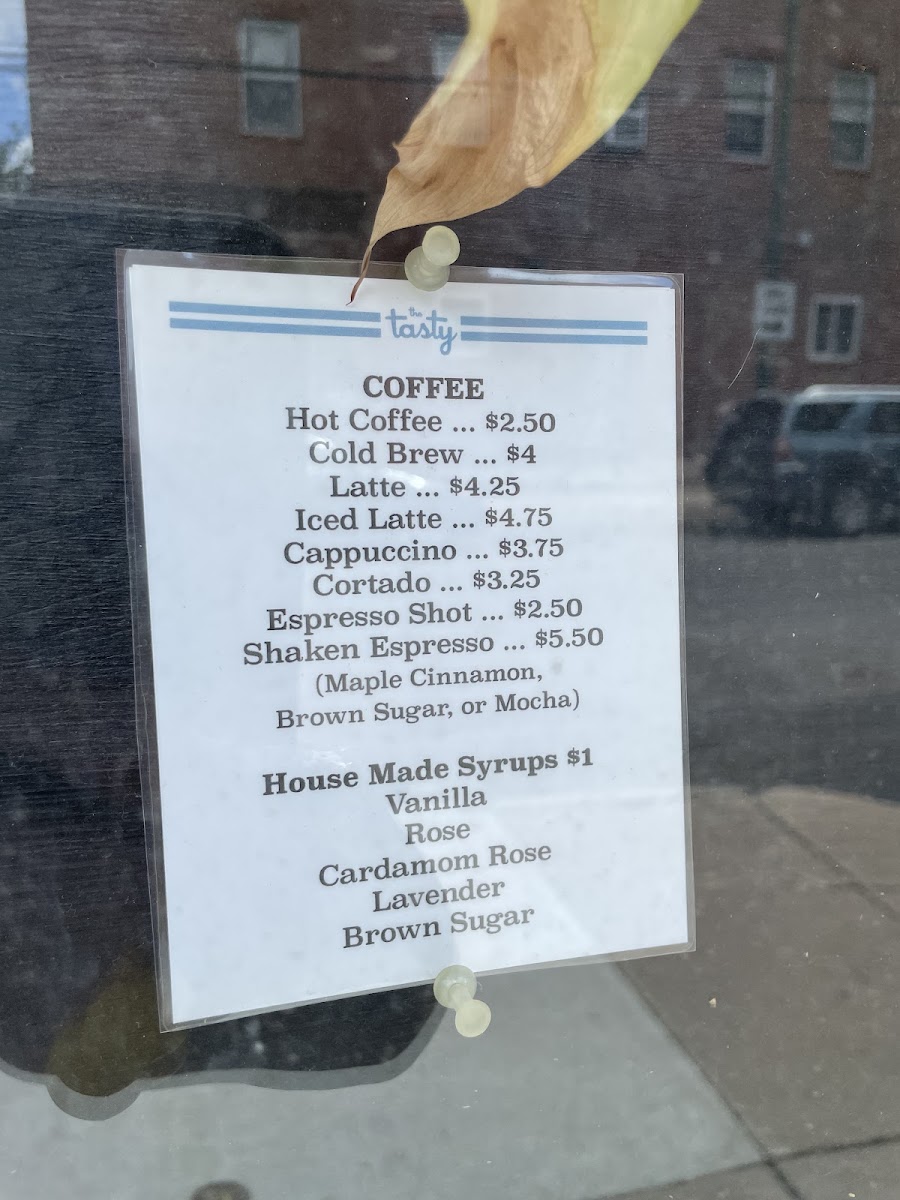 the
tasty
COFFEE
Hot Coffee ... $2.50
Cold Brew ... $4
Latte ... $4.25
Iced Latte ... $4.75
Cappuccino ... $3.75
Cortado ... $3.25
Espresso Shot ... $2.50
Shaken Espresso ... $5.50
(Maple Cinnamon,
Brown Sugar, or Mocha)
House Made Syrups $1
Vanilla
Rose
Cardamom Rose
Lavender
Brown Sugar